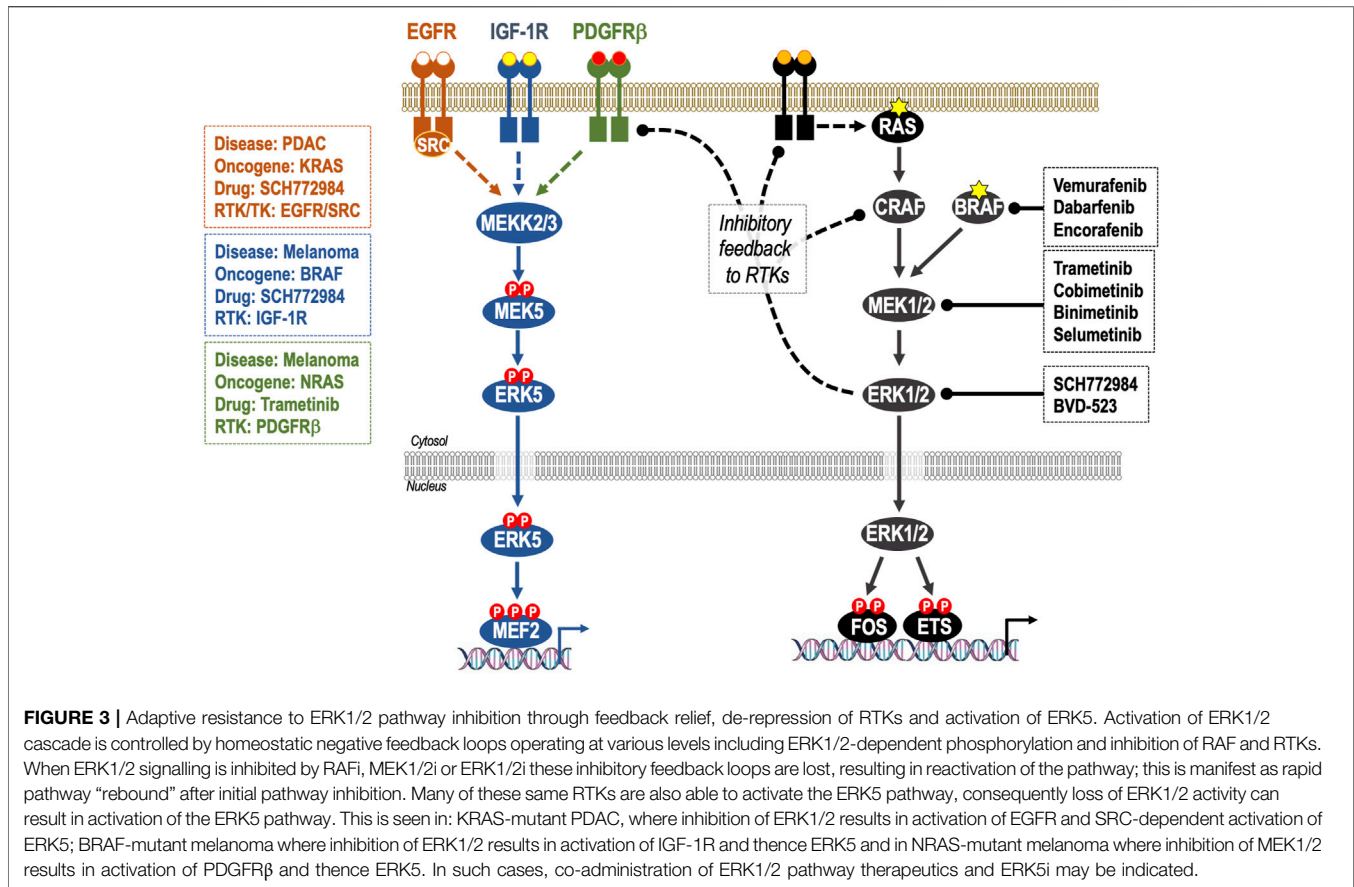 EGFR
IGF-1R
PDGFRβ
SRC
RAS
Disease: PDAC
Oncogene: KRAS
Drug: SCH772984
RTK/TK: EGFR/SRC
Disease: Melanoma
Oncogene: BRAF
Drug: SCH772984
RTK: IGF-1R
Disease: Melanoma
Oncogene: NRAS
Drug: Trametinib
RTK: PDGFRβ
MEKK2/3
P P
MEK5
P P
ERK5
Inhibitory
feedback
to RTKs
CRAF
BRAF
Vemurafenib
Dabarfenib
Encorafenib
MEK1/2
Trametinib
Cobimetinib
Binimetinib
Selumetinib
ERK1/2
SCH772984
BVD-523
Cytosol
Nucleus
P P
ERK5
P P P
MEF2
ERK1/2
P P
FOS
P P
ETS
FIGURE 3 | Adaptive resistance to ERK1/2 pathway inhibition through feedback relief, de-repression of RTKs and activation of ERK5. Activation of ERK1/2
cascade is controlled by homeostatic negative feedback loops operating at various levels including ERK1/2-dependent phosphorylation and inhibition of RAF and RTKs.
When ERK1/2 signalling is inhibited by RAFi, MEK1/2i or ERK1/2i these inhibitory feedback loops are lost, resulting in reactivation of the pathway; this is manifest as rapid
pathway “rebound” after initial pathway inhibition. Many of these same RTKs are also able to activate the ERK5 pathway, consequently loss of ERK1/2 activity can
result in activation of the ERK5 pathway. This is seen in: KRAS-mutant PDAC, where inhibition of ERK1/2 results in activation of EGFR and SRC-dependent activation of
ERK5; BRAF-mutant melanoma where inhibition of ERK1/2 results in activation of IGF-1R and thence ERK5 and in NRAS-mutant melanoma where inhibition of MEK1/2
results in activation of PDGFRβ and thence ERK5. In such cases, co-administration of ERK1/2 pathway therapeutics and ERK5i may be indicated.